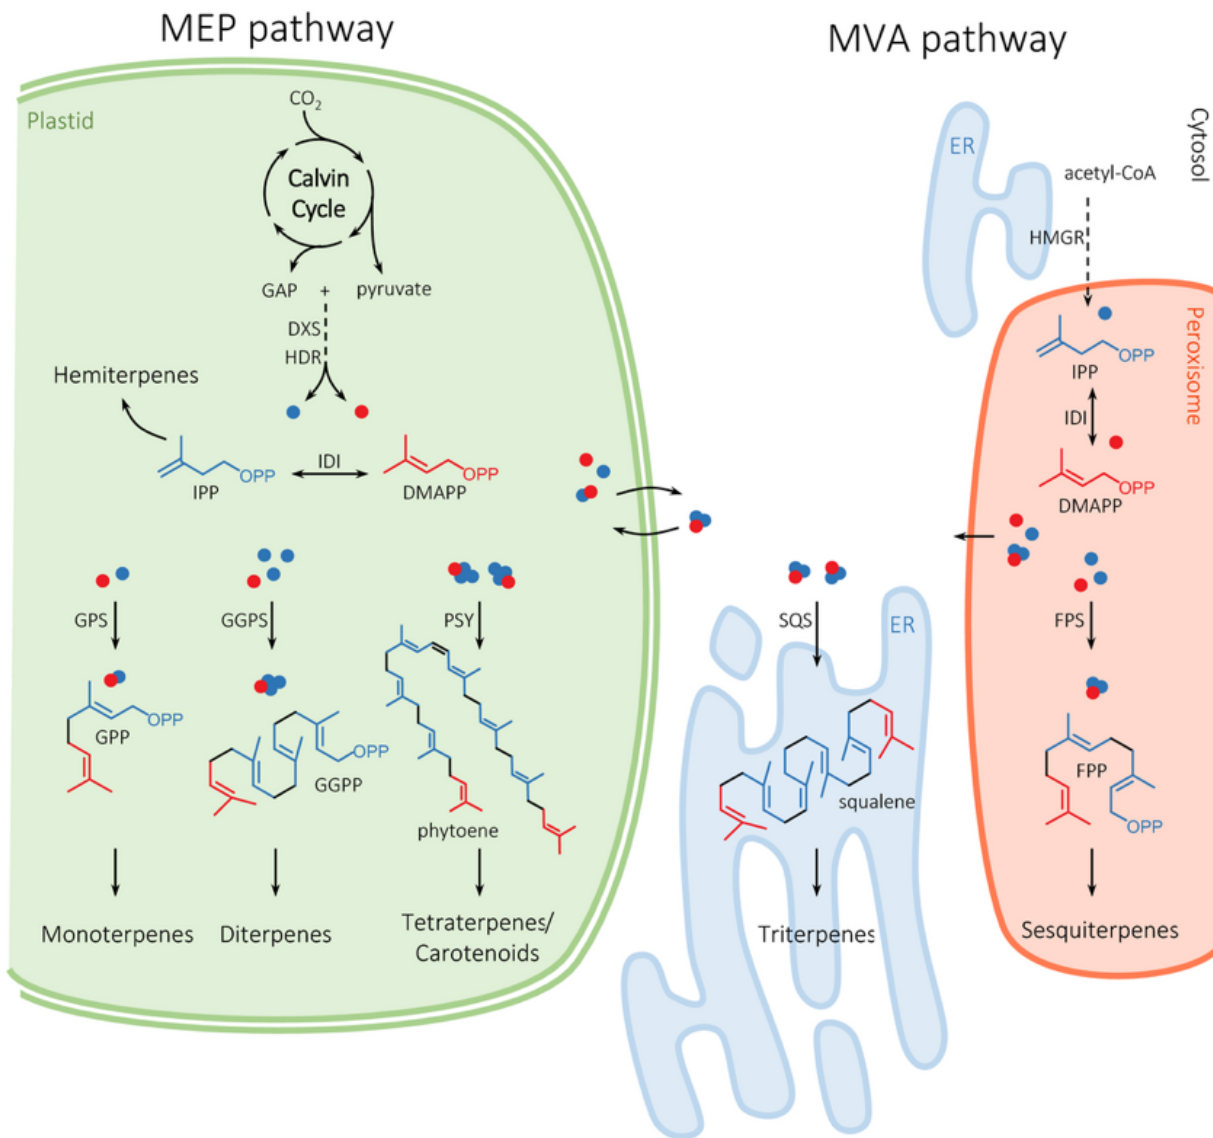 MEP pathway
MVA pathway
Plastid
CO2
Calvin
Cycle
GAP + pyruvate
DXS
HDR
Hemiterpenes
IPP
OPP
IDI
DMAPP
OPP
GPS
GGPS
PSY
GPP
OPP
GGPP
OPP
phytoene
Monoterpenes
Diterpenes
Tetraterpenes/
Carotenoids
SQS
ER
squalene
Triterpenes
ER
Cytosol
acetyl-CoA
HMGR
Peroxisome
OPP
IPP
IDI
OPP
DMAPP
FPS
FPP
OPP
Sesquiterpenes